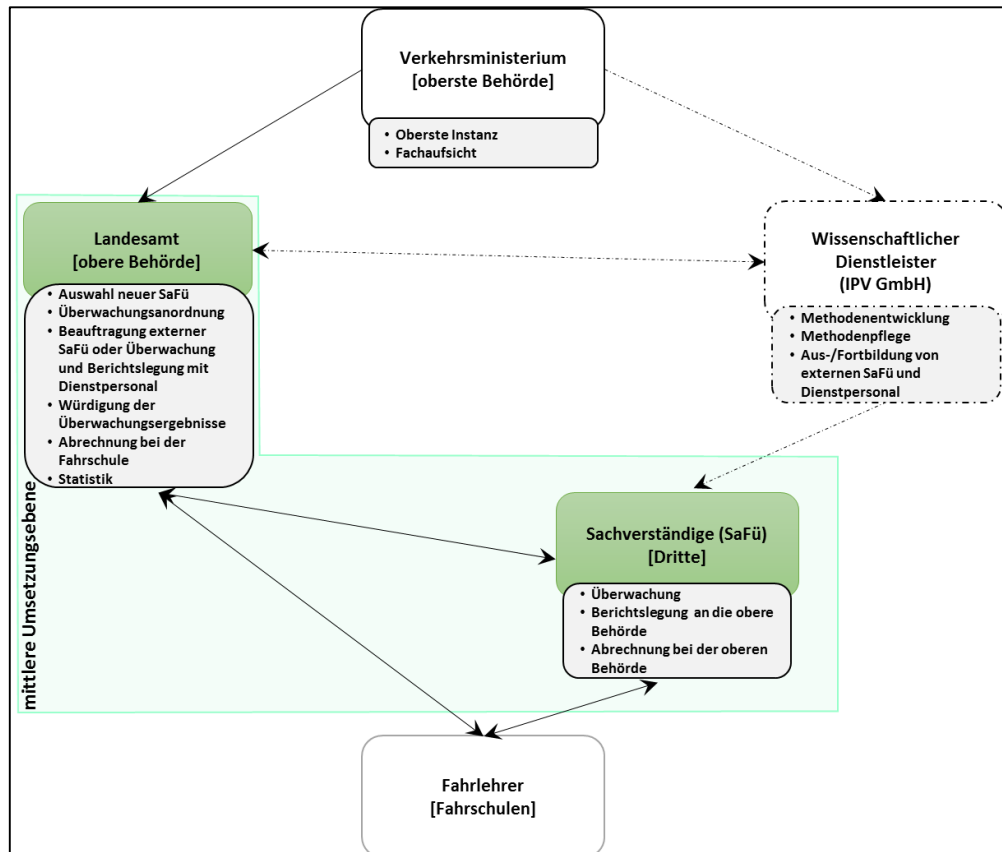 Verkehrsministerium
[oberste Behörde]
• Oberste Instanz
• Fachaufsicht
Landesamt
[obere Behörde]
• Auswahl neuer SaFü
• Überwachungsanordnung
• Beauftragung externer
SaFü oder Überwachung
und Berichtslegung mit
Dienstpersonal
• Würdigung der
Überwachungsergebnisse
• Abrechnung bei der
Fahrschule
• Statistik
Wissenschaftlicher
Dienstleister
(IPV GmbH)
• Methodenentwicklung
• Methodenpflege
• Aus-/Fortbildung von
externen SaFü und
Dienstpersonal
mittlere Umsetzungsebene
Sachverständige (SaFü)
[Dritte]
• Überwachung
• Berichtslegung an die obere
Behörde
• Abrechnung bei der oberen
Behörde
Fahrlehrer
[Fahrschulen]